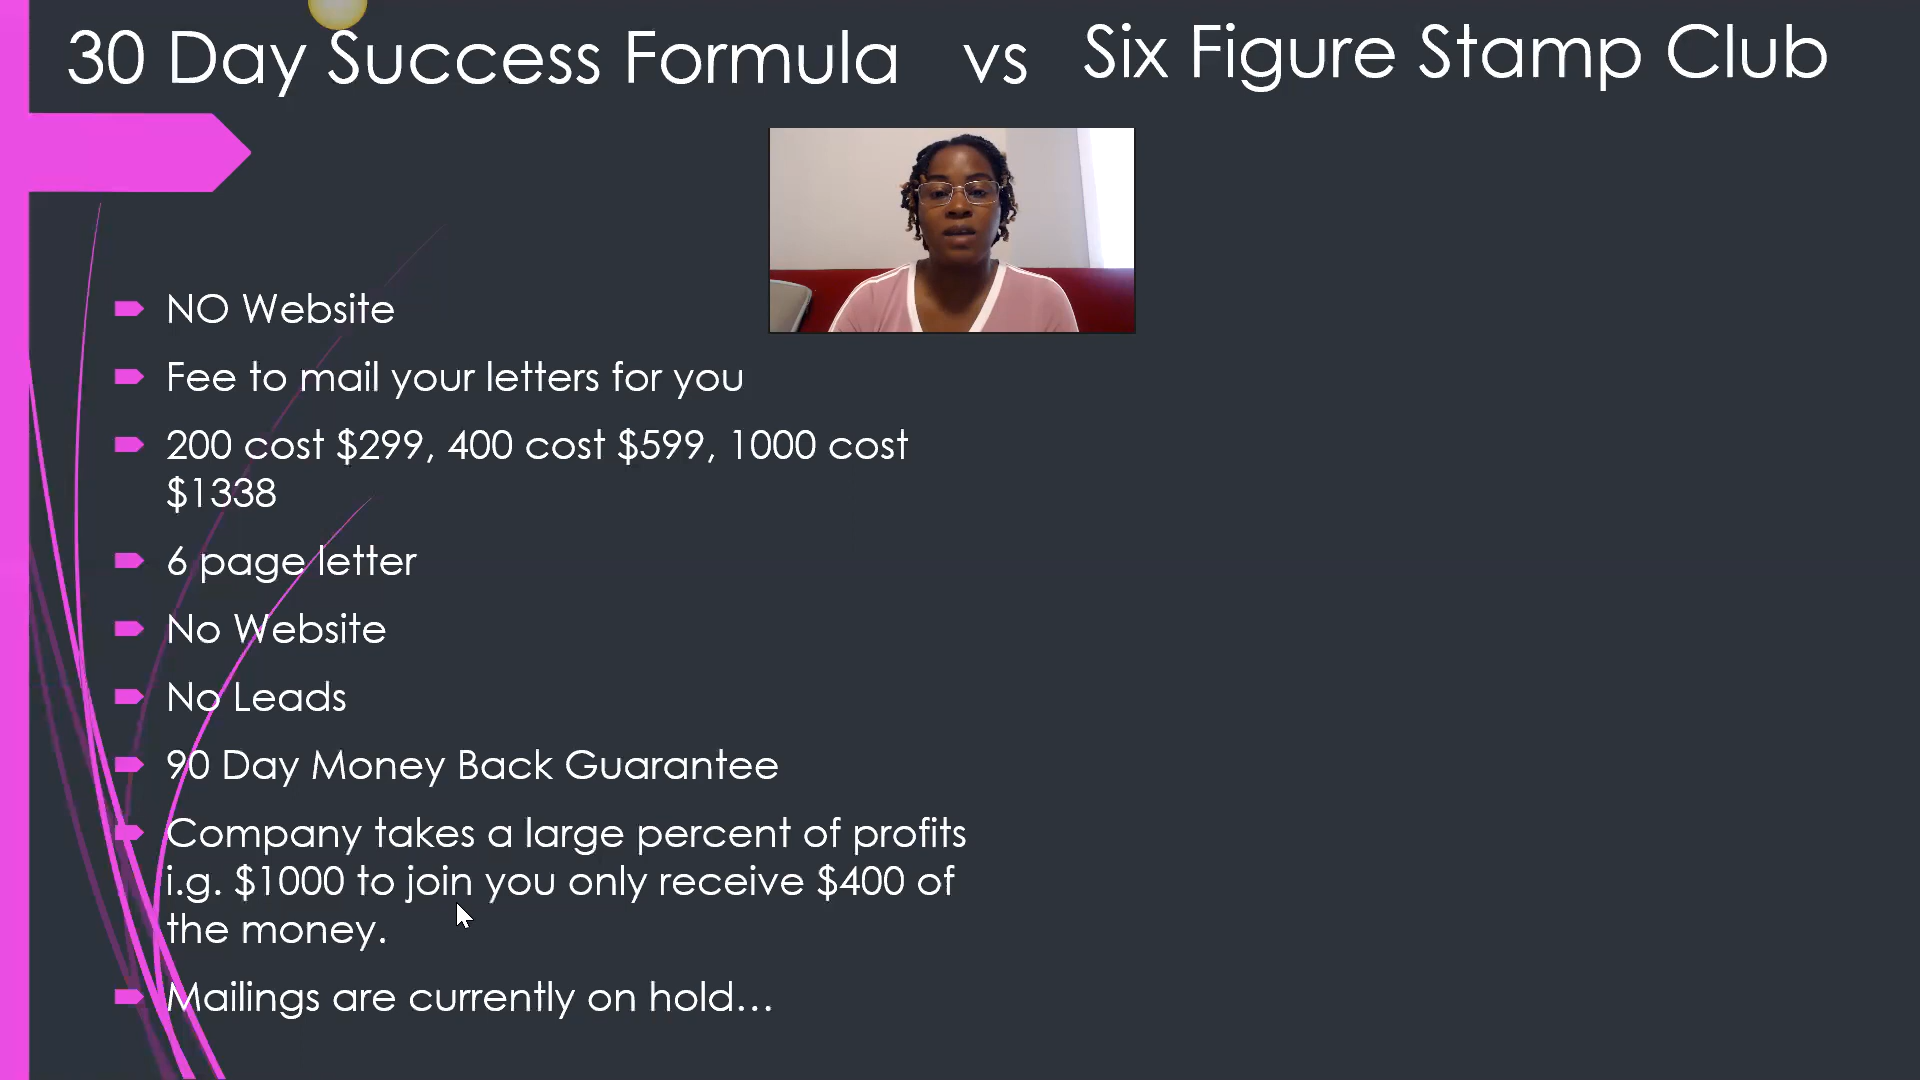 30 Day Success Formula vs Six Figure Stamp Club
NO Website
Fee to mail your letters for you
200 cost $299, 400 cost $599, 1000 cost
$1338
6 page letter
No Website
No Leads
90 Day Money Back Guarantee
Company takes a large percent of profits
i.g. $1000 to join you only receive $400 of
the money.
Mailings are currently on hold...